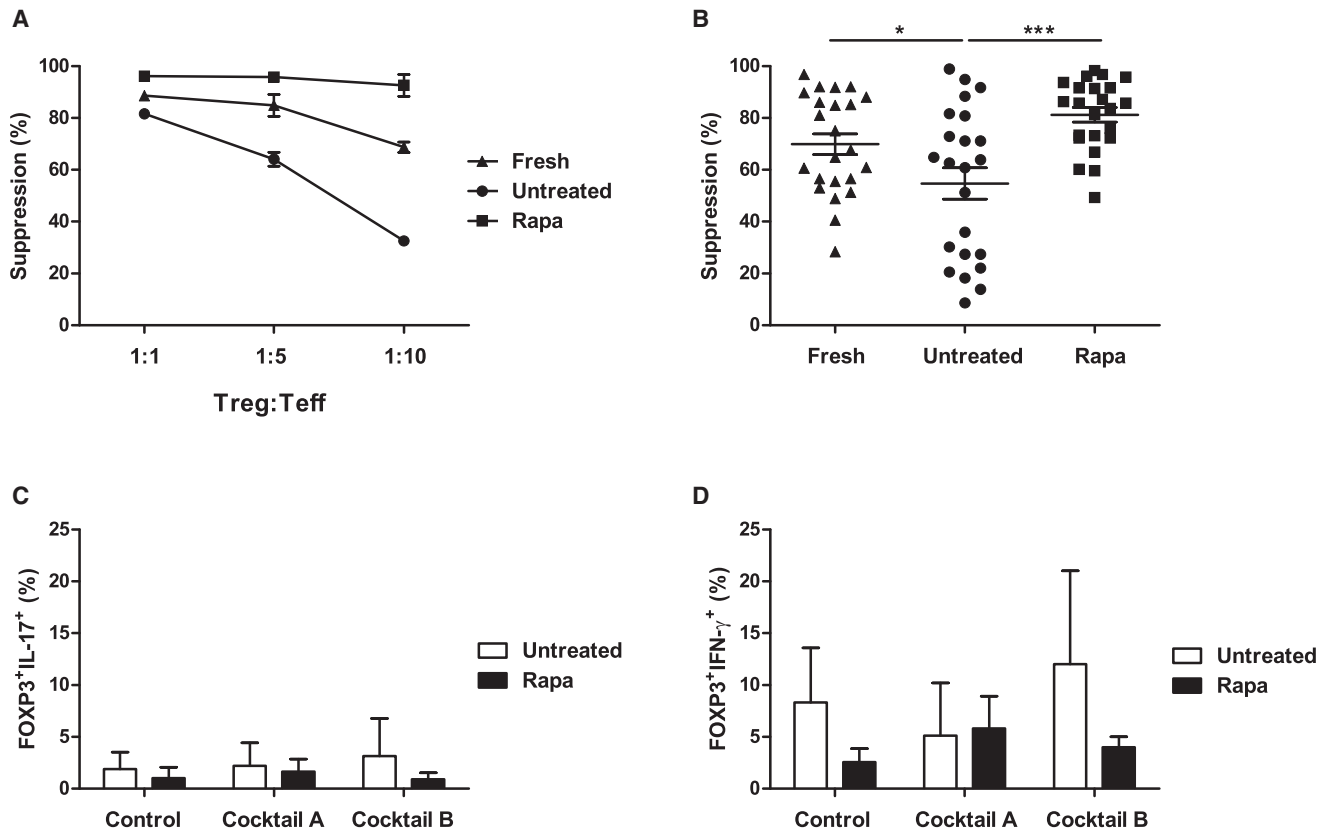 A
Suppression (%)
100
80
60
40
20
0
1:1
1:5
1:10
Treg:Teff
Fresh
Untreated
Rapa
B
*
***
Suppression (%)
100
80
60
40
20
0
Fresh
Untreated
Rapa
C
FOXP3⁺IL-17⁺ (%)
25
20
15
10
5
0
Control
Cocktail A
Cocktail B
Untreated
Rapa
D
FOXP3⁺IFN-γ⁺ (%)
25
20
15
10
5
0
Control
Cocktail A
Cocktail B
Untreated
Rapa